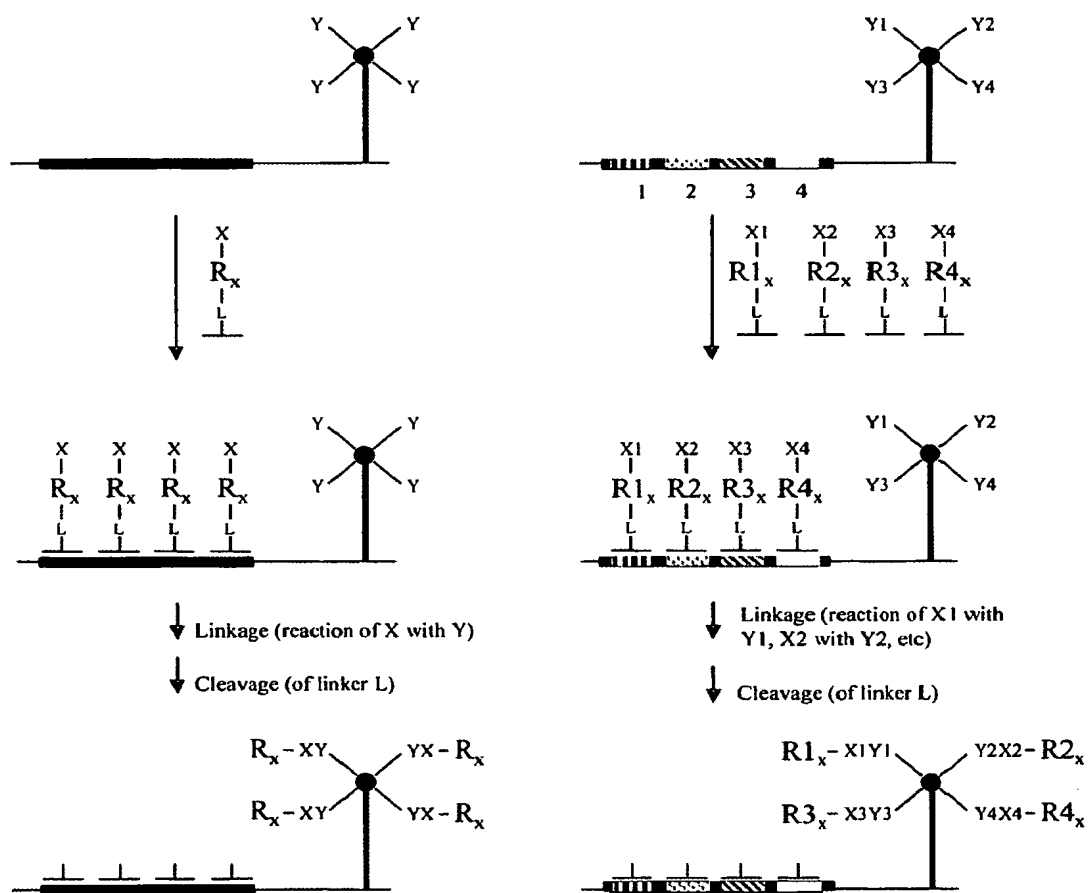 Y Y
Y Y
X
R_x
L
X X X X
R_x R_x R_x R_x
L L L L
Y Y
Y Y
Linkage (reaction of X with Y)
Cleavage (of linker L)
R_x – XY YX – R_x
R_x – XY YX – R_x
Y1 Y2
Y3 Y4
1 2 3 4
X1 X2 X3 X4
R1_x R2_x R3_x R4_x
L L L L
X1 X2 X3 X4
R1_x R2_x R3_x R4_x
L L L L
Y1 Y2
Y3 Y4
Linkage (reaction of X1 with
Y1, X2 with Y2, etc)
Cleavage (of linker L)
R1_x – X1Y1 Y2X2 – R2_x
R3_x – X3Y3 Y4X4 – R4_x